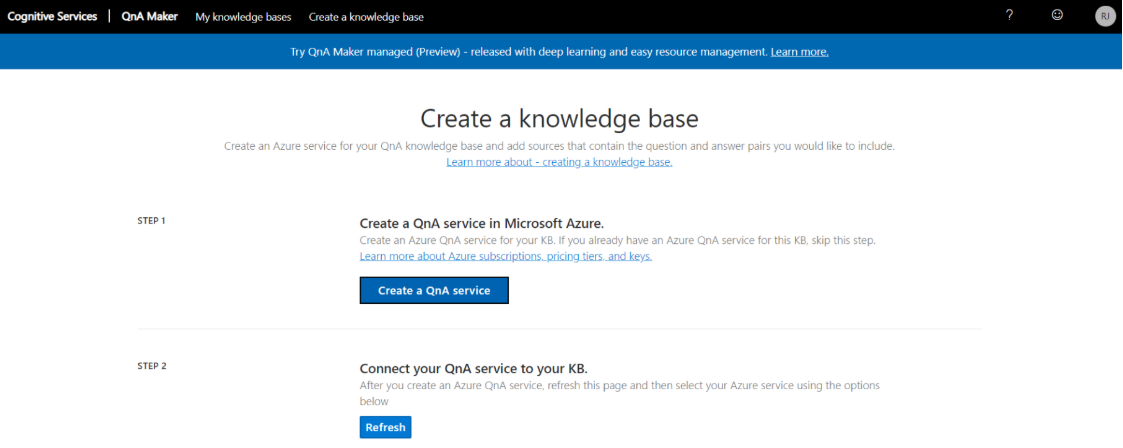 Cognitive Services | QnA Maker My knowledge bases Create a knowledge base ? RJ
Try QnA Maker managed (Preview) - released with deep learning and easy resource management. Learn more.
Create a knowledge base
Create an Azure service for your QnA knowledge base and add sources that contain the question and answer pairs you would like to include.
Learn more about - creating a knowledge base.
STEP 1
Create a QnA service in Microsoft Azure.
Create an Azure QnA service for your KB. If you already have an Azure QnA service for this KB, skip this step.
Learn more about Azure subscriptions, pricing tiers, and keys.
Create a QnA service
STEP 2
Connect your QnA service to your KB.
After you create an Azure QnA service, refresh this page and then select your Azure service using the options
below
Refresh